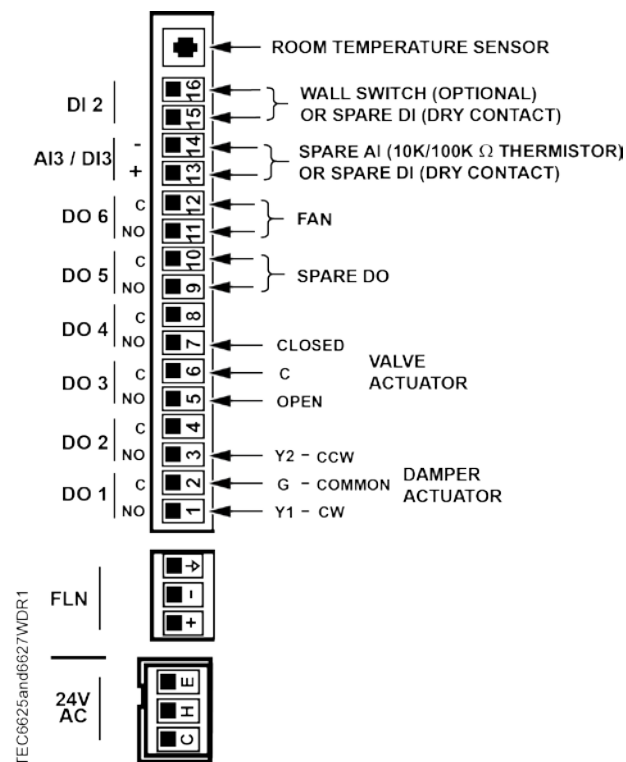 ROOM TEMPERATURE SENSOR
DI 2
16
15
WALL SWITCH (OPTIONAL)
OR SPARE DI (DRY CONTACT)
AI3 / DI3
-
+
14
13
SPARE AI (10K/100K Ω THERMISTOR)
OR SPARE DI (DRY CONTACT)
DO 6
C
NO
12
11
FAN
DO 5
C
NO
10
9
SPARE DO
DO 4
C
NO
8
7
CLOSED
DO 3
C
NO
6
5
C
OPEN
VALVE
ACTUATOR
DO 2
C
NO
4
3
Y2 - CCW
DO 1
C
NO
2
1
G - COMMON
Y1 - CW
DAMPER
ACTUATOR
FLN
-
+
24V
AC
E
H
C
TEC6625and6627WDR1